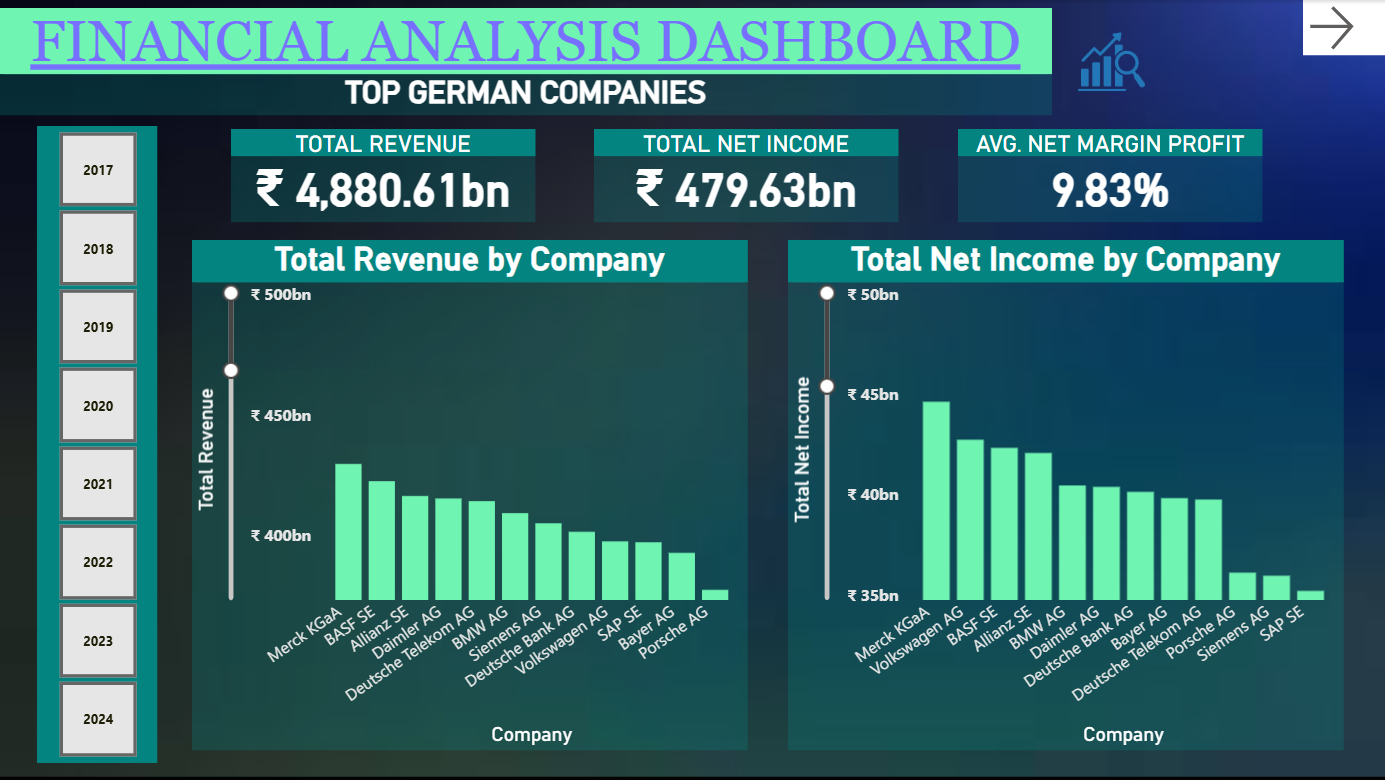 FINANCIAL ANALYSIS DASHBOARD
TOP GERMAN COMPANIES
2017
2018
2019
2020
2021
2022
2023
2024
TOTAL REVENUE
₹ 4,880.61bn
TOTAL NET INCOME
₹ 479.63bn
AVG. NET MARGIN PROFIT
9.83%
Total Revenue by Company
Total Revenue
₹ 500bn
₹ 450bn
₹ 400bn
Merck KGaA
BASF SE
Allianz SE
Daimler AG
Deutsche Telekom AG
BMW AG
Siemens AG
Deutsche Bank AG
Volkswagen AG
SAP SE
Bayer AG
Porsche AG
Company
Total Net Income by Company
Total Net Income
₹ 50bn
₹ 45bn
₹ 40bn
₹ 35bn
Merck KGaA
Volkswagen AG
BASF SE
Allianz SE
BMW AG
Daimler AG
Deutsche Bank AG
Bayer AG
Deutsche Telekom AG
Porsche AG
Siemens AG
SAP SE
Company